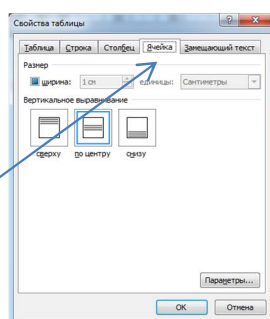 Свойства таблицы
Таблица Строка Столбец Ячейка Замещающий текст
Размер
ширина: 1 см единицы: Сантиметры
Вертикальное выравнивание
сверху по центру снизу
Параметры...
ОК Отмена